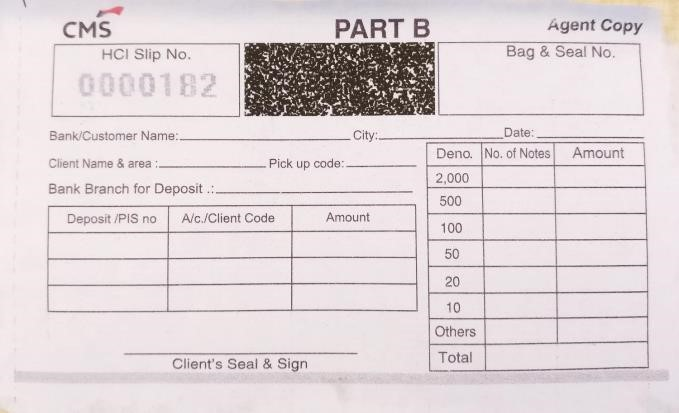 CMS PART B Agent Copy
HCI Slip No. Bag & Seal No.
0000182
Bank/Customer Name: City: Date:
Client Name & area : Pick up code:
Bank Branch for Deposit .:
Deposit /PIS no A/c./Client Code Amount
Deno. No. of Notes Amount
2,000
500
100
50
20
10
Others
Total
Client's Seal & Sign